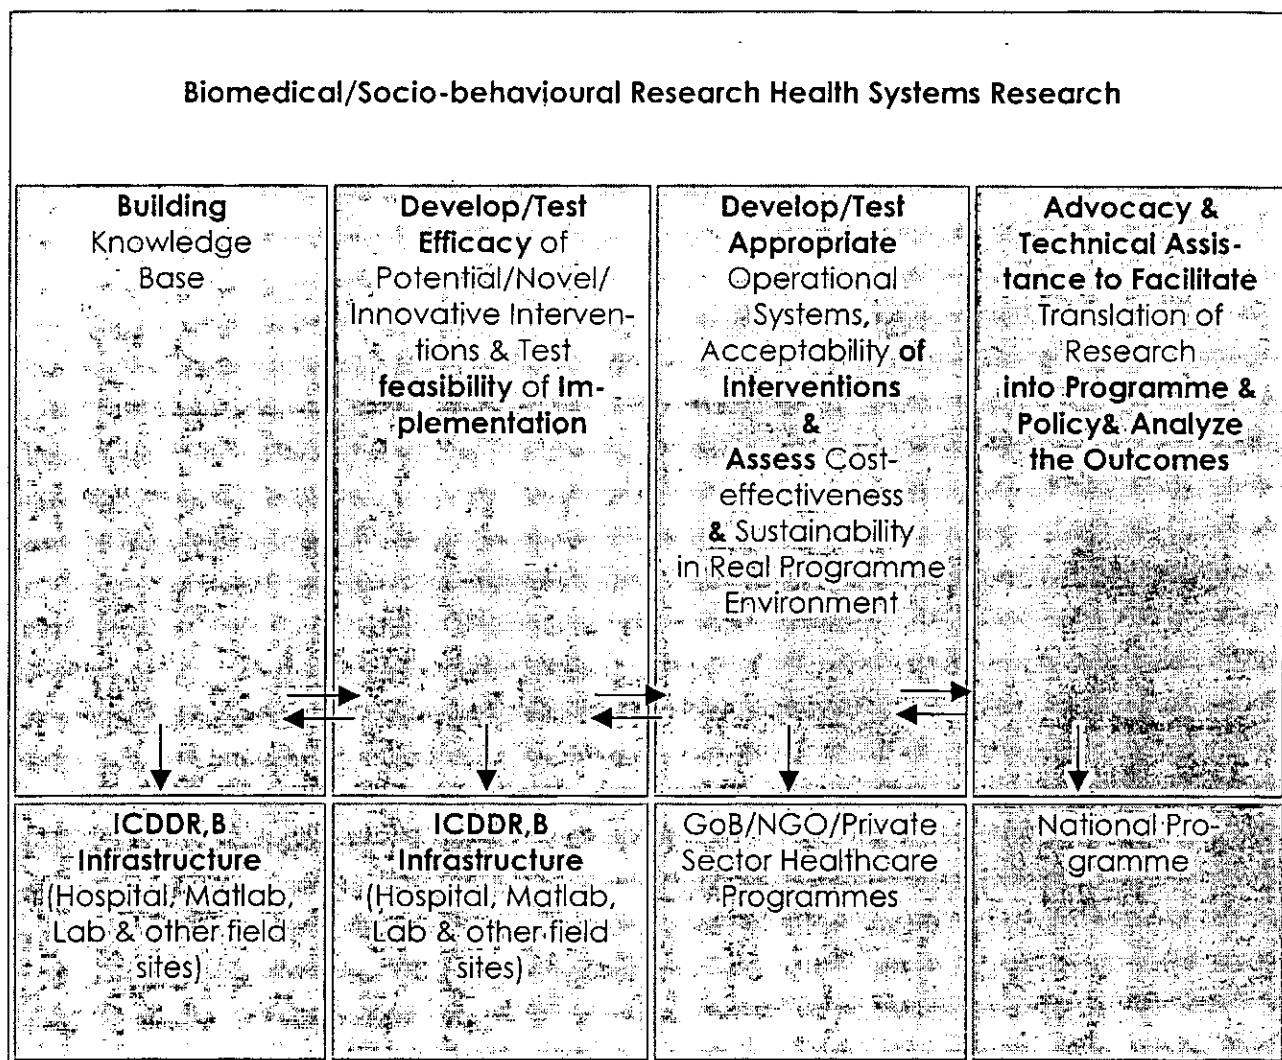 Biomedical/Socio-behavioural Research Health Systems Research
Building
Knowledge
Base
Develop/Test
Efficacy of
Potential/Novel/
Innovative Interven-
tions & Test
feasibility of Im-
plementation
Develop/Test
Appropriate
Operational
Systems,
Acceptability of
Interventions
&
Assess Cost-
effectiveness
& Sustainability
in Real Programme
Environment
Advocacy &
Technical Assis-
tance to Facilitate
Translation of
Research
into Programme &
Policy& Analyze
the Outcomes
ICDDR,B
Infrastructure
(Hospital, Matlab,
Lab & other field
sites)
ICDDR,B
Infrastructure
(Hospital, Matlab,
Lab & other field
sites)
GoB/NGO/Private
Sector Healthcare
Programmes
National Pro-
gramme